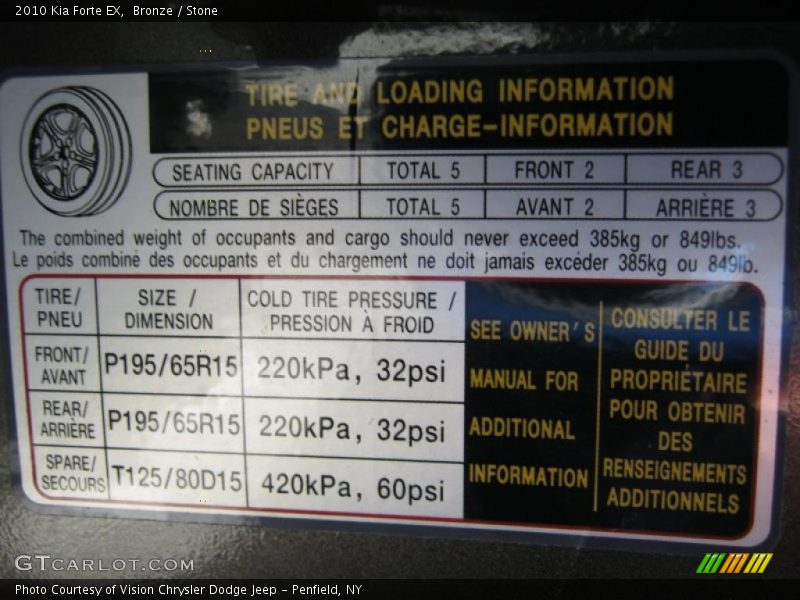 2010 Kia Forte EX,  Bronze / Stone
TIRE AND LOADING INFORMATION
PNEUS ET CHARGE-INFORMATION
SEATING CAPACITY TOTAL 5 FRONT 2 REAR 3
NOMBRE DE SIÈGES TOTAL 5 AVANT 2 ARRIÈRE 3
The combined weight of occupants and cargo should never exceed 385kg or 849lbs.
Le poids combiné des occupants et du chargement ne doit jamais excéder 385kg ou 849lb.
TIRE/
PNEU
SIZE /
DIMENSION
COLD TIRE PRESSURE /
PRESSION À FROID
FRONT/
AVANT
P195/65R15
220kPa, 32psi
REAR/
ARRIÈRE
P195/65R15
220kPa, 32psi
SPARE/
SECOURS
T125/80D15
420kPa, 60psi
SEE OWNER'S
MANUAL FOR
ADDITIONAL
INFORMATION
CONSULTER LE
GUIDE DU
PROPRIÉTAIRE
POUR OBTENIR
DES
RENSEIGNEMENTS
ADDITIONNELS
GTCARLOT.COM
Photo Courtesy of Vision Chrysler Dodge Jeep - Penfield, NY